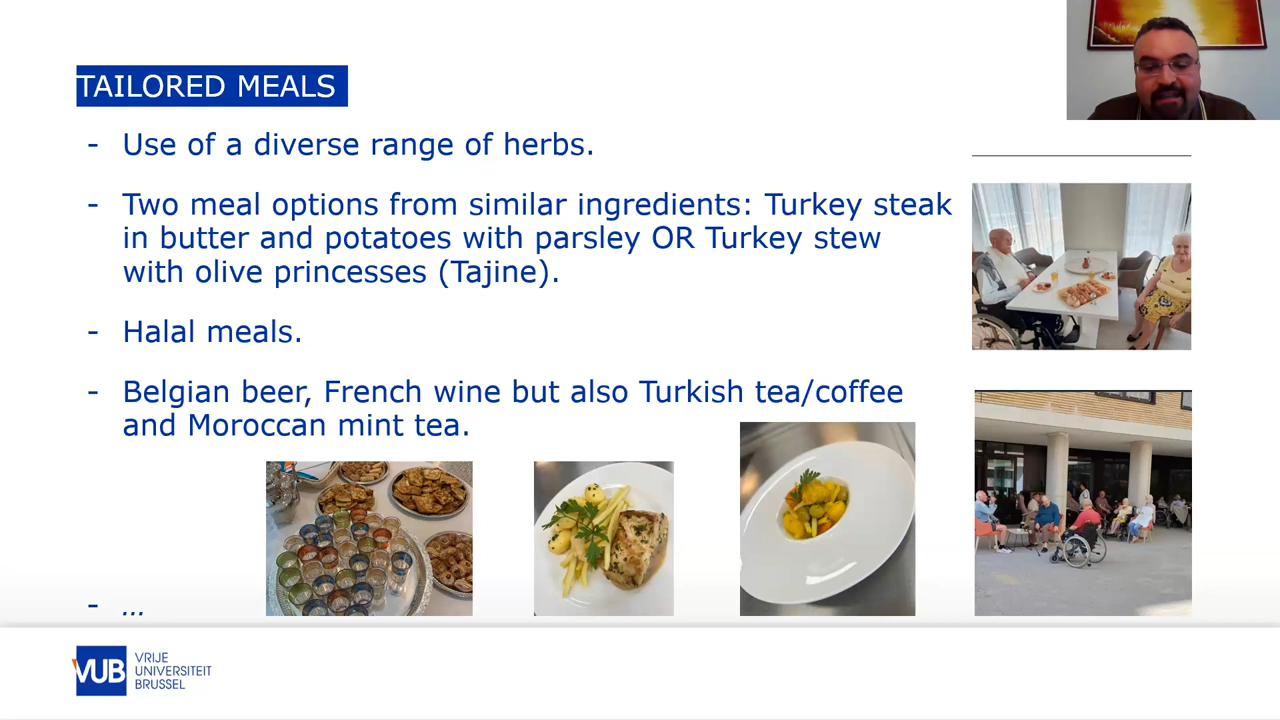 TAILORED MEALS
- Use of a diverse range of herbs.
- Two meal options from similar ingredients: Turkey steak
in butter and potatoes with parsley OR Turkey stew
with olive princesses (Tajine).
- Halal meals.
- Belgian beer, French wine but also Turkish tea/coffee
and Moroccan mint tea.
- …
VUB
VRIJE
UNIVERSITEIT
BRUSSEL